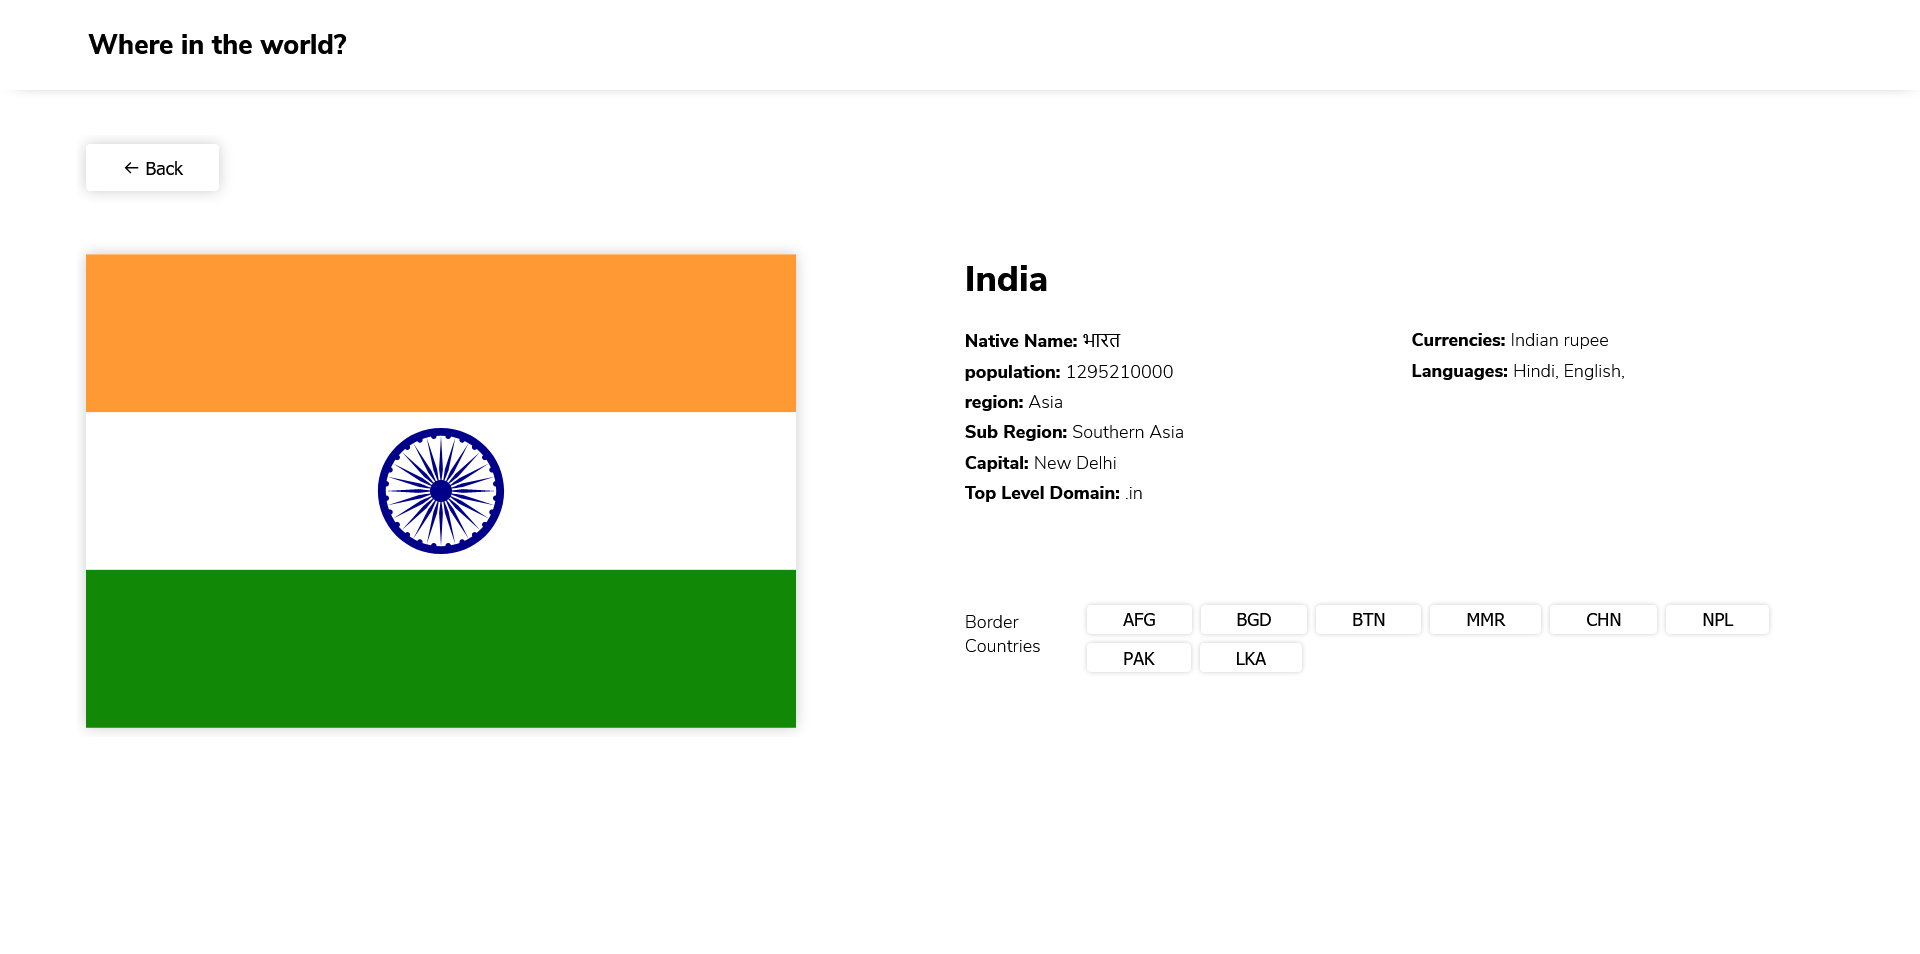 Where in the world?
← Back
India
Native Name: भारत
population: 1295210000
region: Asia
Sub Region: Southern Asia
Capital: New Delhi
Top Level Domain: .in
Currencies: Indian rupee
Languages: Hindi, English,
Border
Countries
AFG BGD BTN MMR CHN NPL
PAK LKA